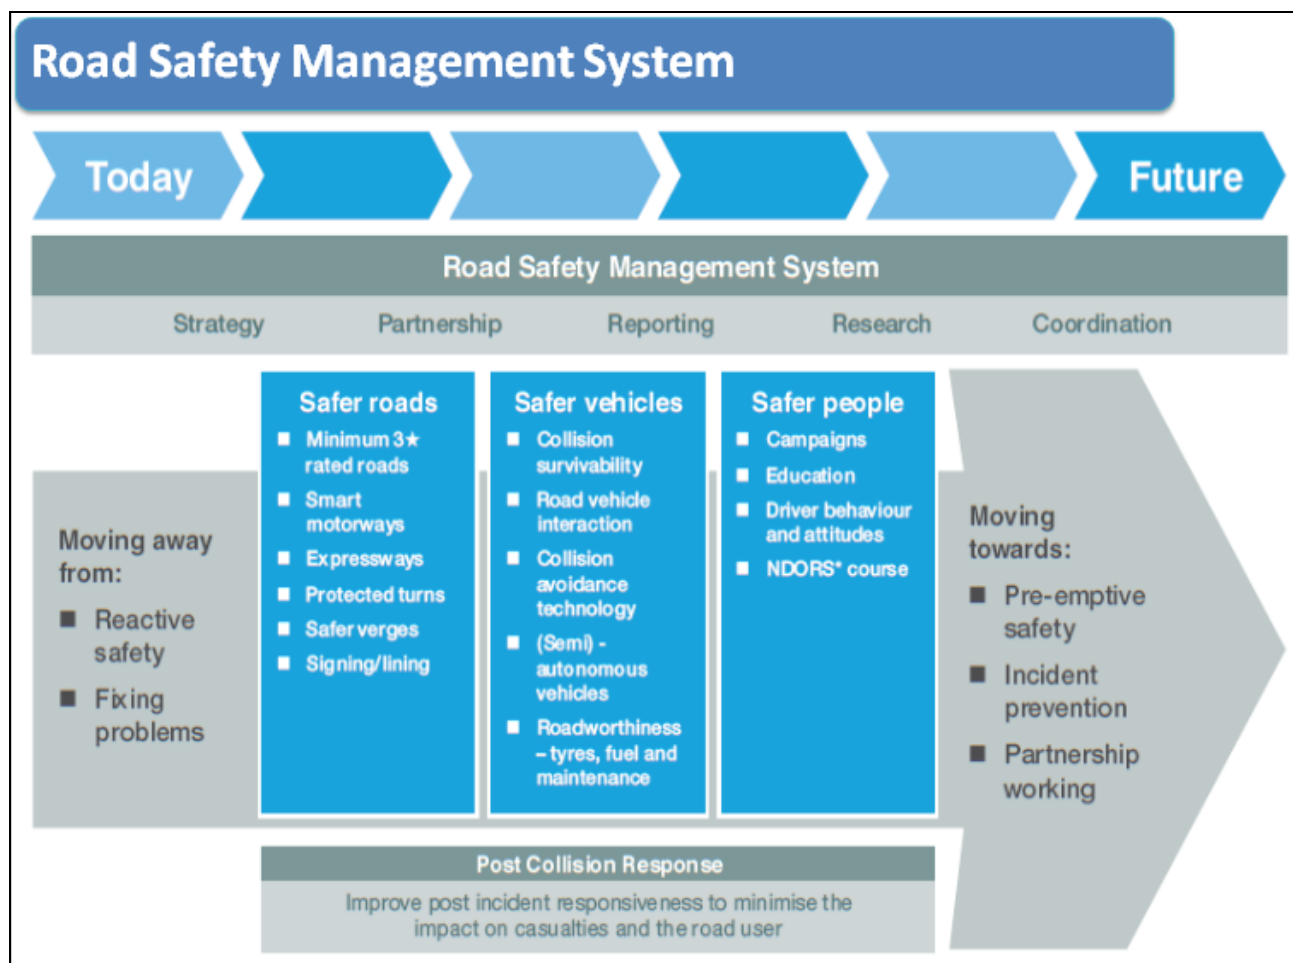 Road Safety Management System
Today
Future
Road Safety Management System
Strategy Partnership Reporting Research Coordination
Moving away
from:
■ Reactive
safety
■ Fixing
problems
Safer roads
■ Minimum 3★
rated roads
■ Smart
motorways
■ Expressways
■ Protected turns
■ Safer verges
■ Signing/lining
Safer vehicles
■ Collision
survivability
■ Road vehicle
interaction
■ Collision
avoidance
technology
■ (Semi) -
autonomous
vehicles
■ Roadworthiness
– tyres, fuel and
maintenance
Safer people
■ Campaigns
■ Education
■ Driver behaviour
and attitudes
■ NDORS* course
Moving
towards:
■ Pre-emptive
safety
■ Incident
prevention
■ Partnership
working
Post Collision Response
Improve post incident responsiveness to minimise the
impact on casualties and the road user